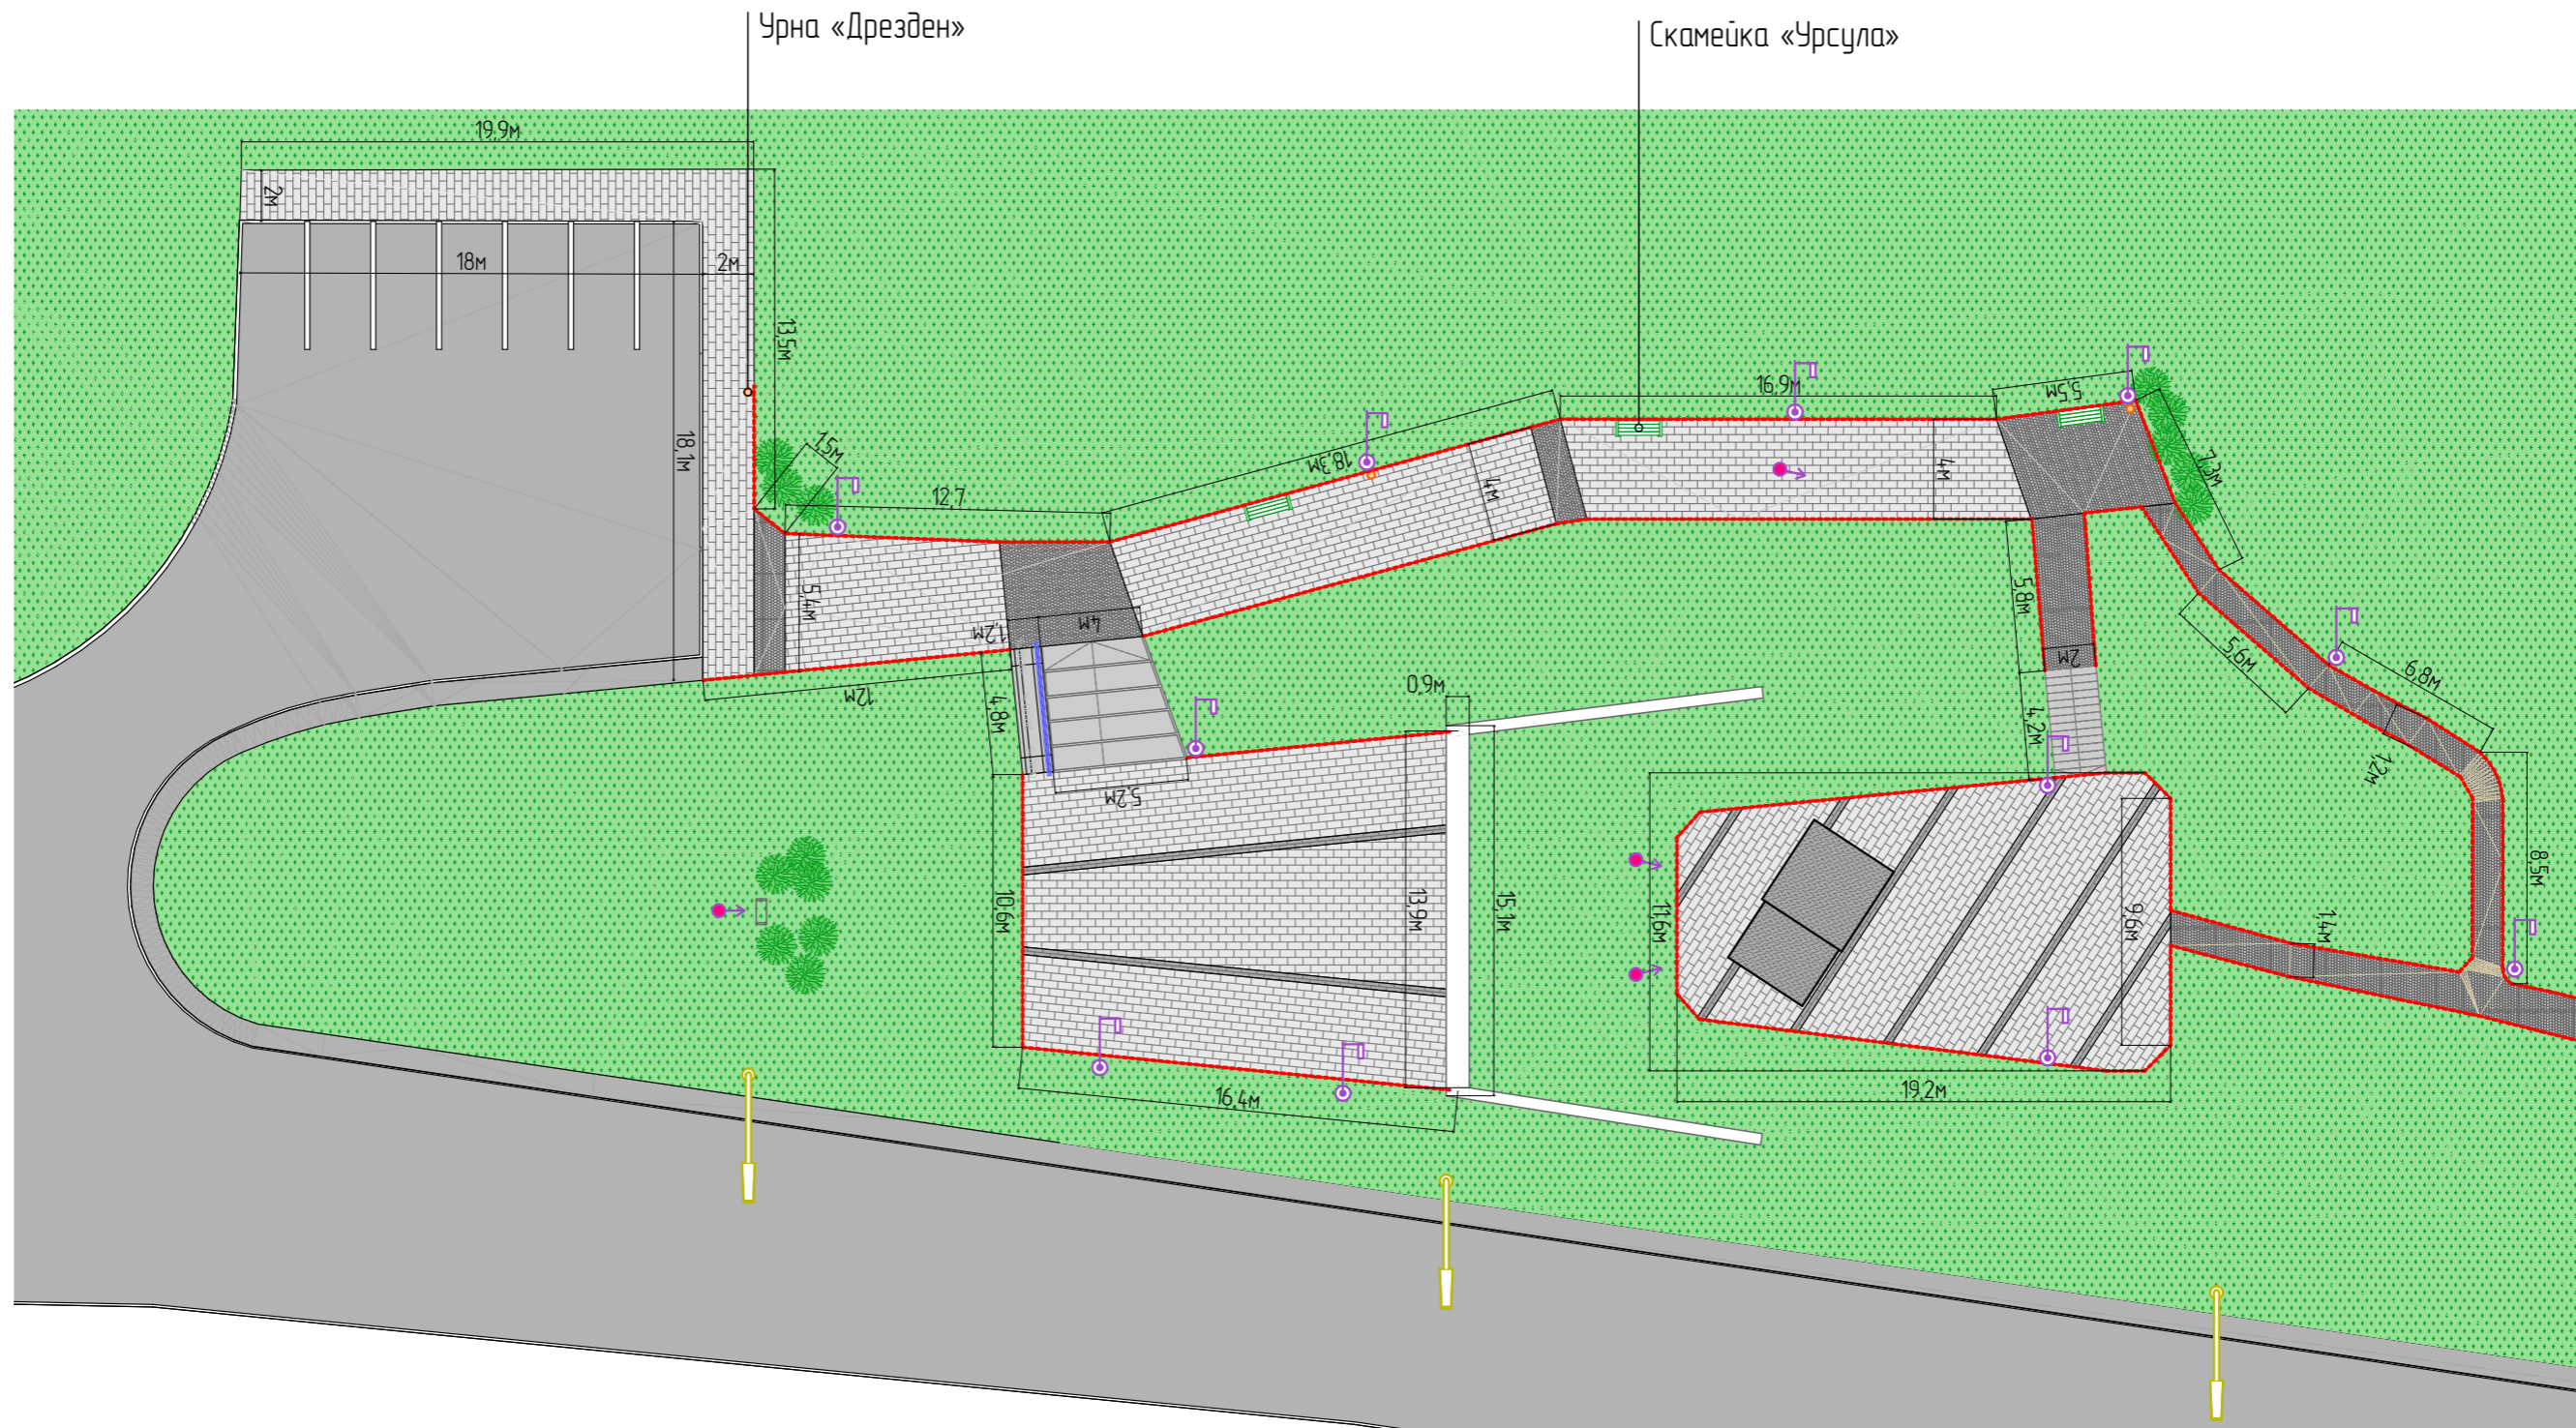 Урна «Дрезден»
Скамейка «Урсула»
19,9м
2м
18м
2м
13,5м
18,1м
1,5м
12,7
18,3м
4м
16,9м
5,5м
4м
7,3м
5,4м
1,2м
4м
12м
4,8м
5,2м
0,9м
5,8м
2м
4,2м
5,6м
6,8м
1,2м
8,5м
10,6м
13,9м
15,1м
11,6м
9,6м
1,4м
16,4м
19,2м